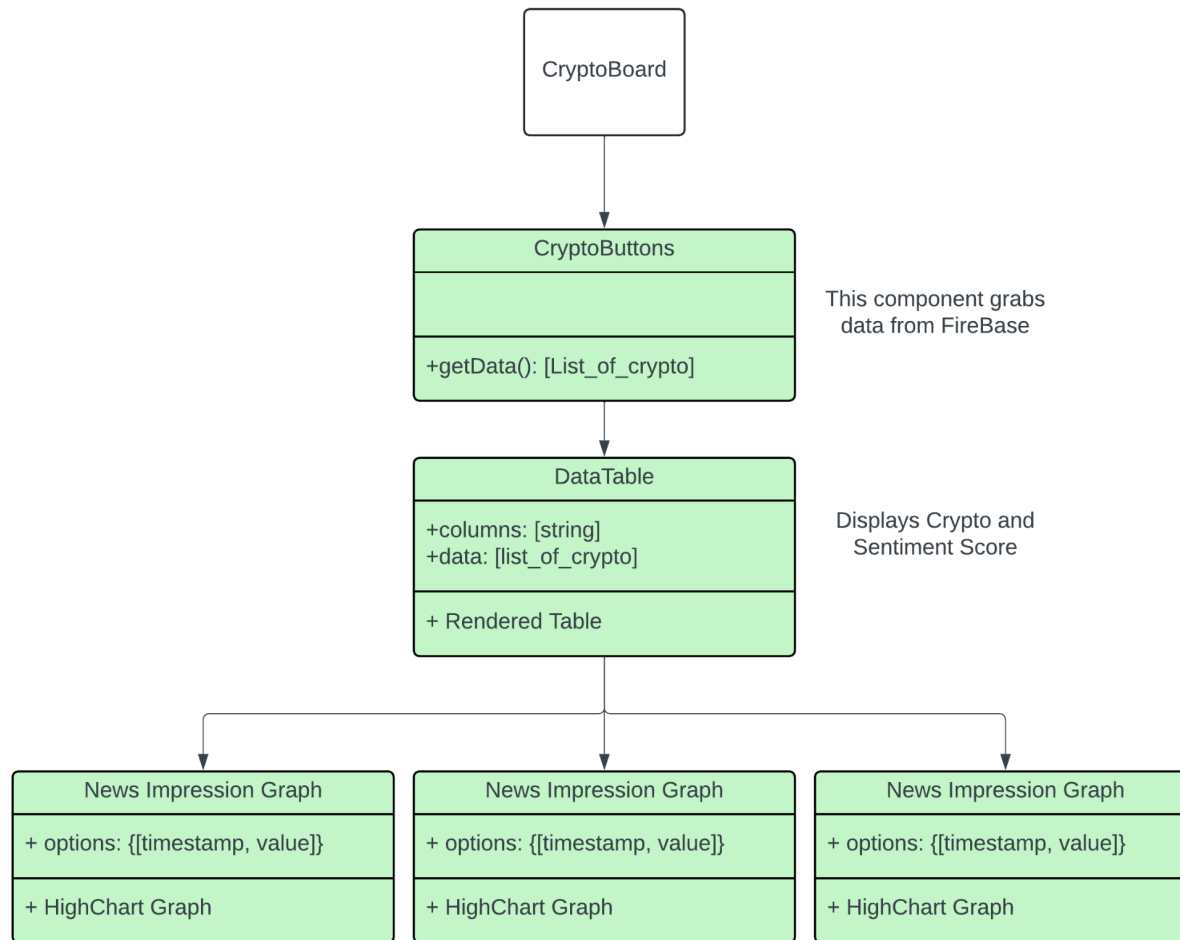 CryptoBoard
CryptoButtons
This component grabs
data from FireBase
+getData(): [List_of_crypto]
DataTable
+columns: [string]
+data: [list_of_crypto]
Displays Crypto and
Sentiment Score
+ Rendered Table
News Impression Graph
+ options: {[timestamp, value]}
+ HighChart Graph
News Impression Graph
+ options: {[timestamp, value]}
+ HighChart Graph
News Impression Graph
+ options: {[timestamp, value]}
+ HighChart Graph